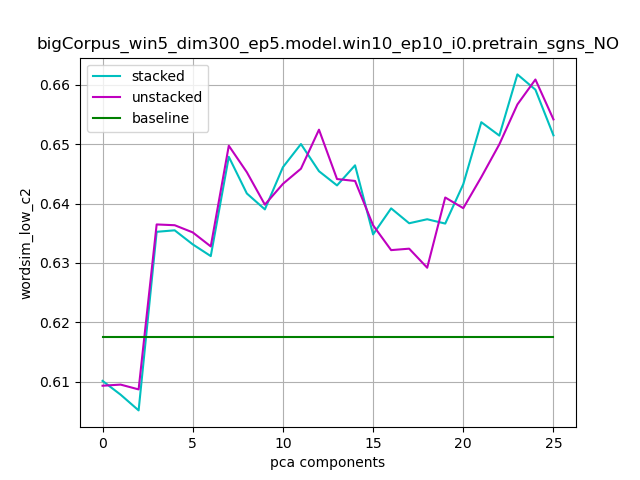 bigCorpus_win5_dim300_ep5.model.win10_ep10_i0.pretrain_sgns_NO
stacked
unstacked
baseline
wordsim_low_c2
0.66
0.65
0.64
0.63
0.62
0.61
0
5
10
15
20
25
pca components